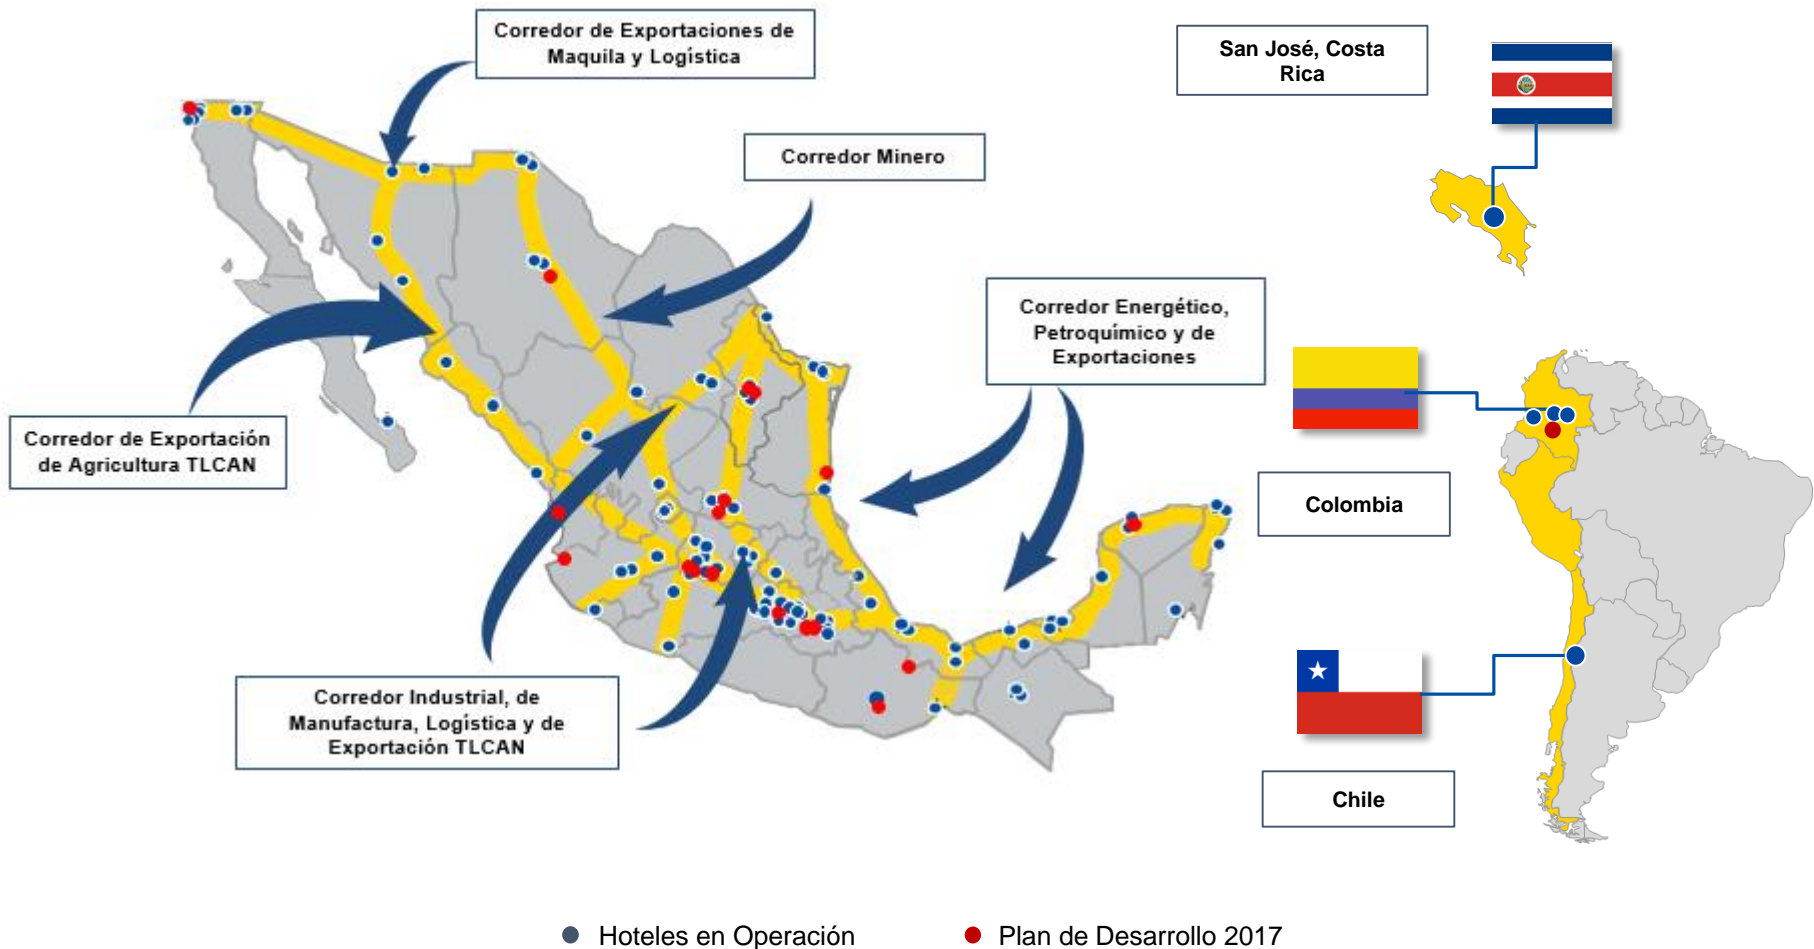 Corredor de Exportaciones de
Maquila y Logística
San José, Costa
Rica
Corredor Minero
Corredor Energético,
Petroquímico y de
Exportaciones
Corredor de Exportación
de Agricultura TLCAN
Colombia
Corredor Industrial, de
Manufactura, Logística y de
Exportación TLCAN
Chile
Hoteles en Operación
Plan de Desarrollo 2017